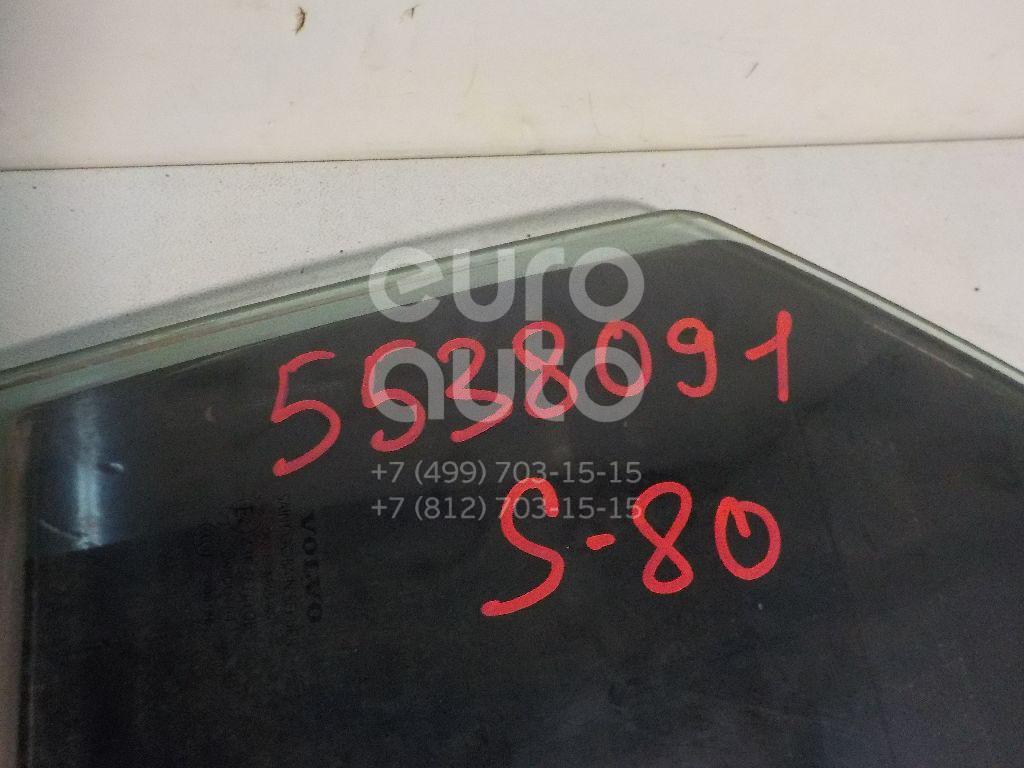 euro
auto
5538091
+7 (499) 703-15-15
+7 (812) 703-15-15
S-80
VOLVO